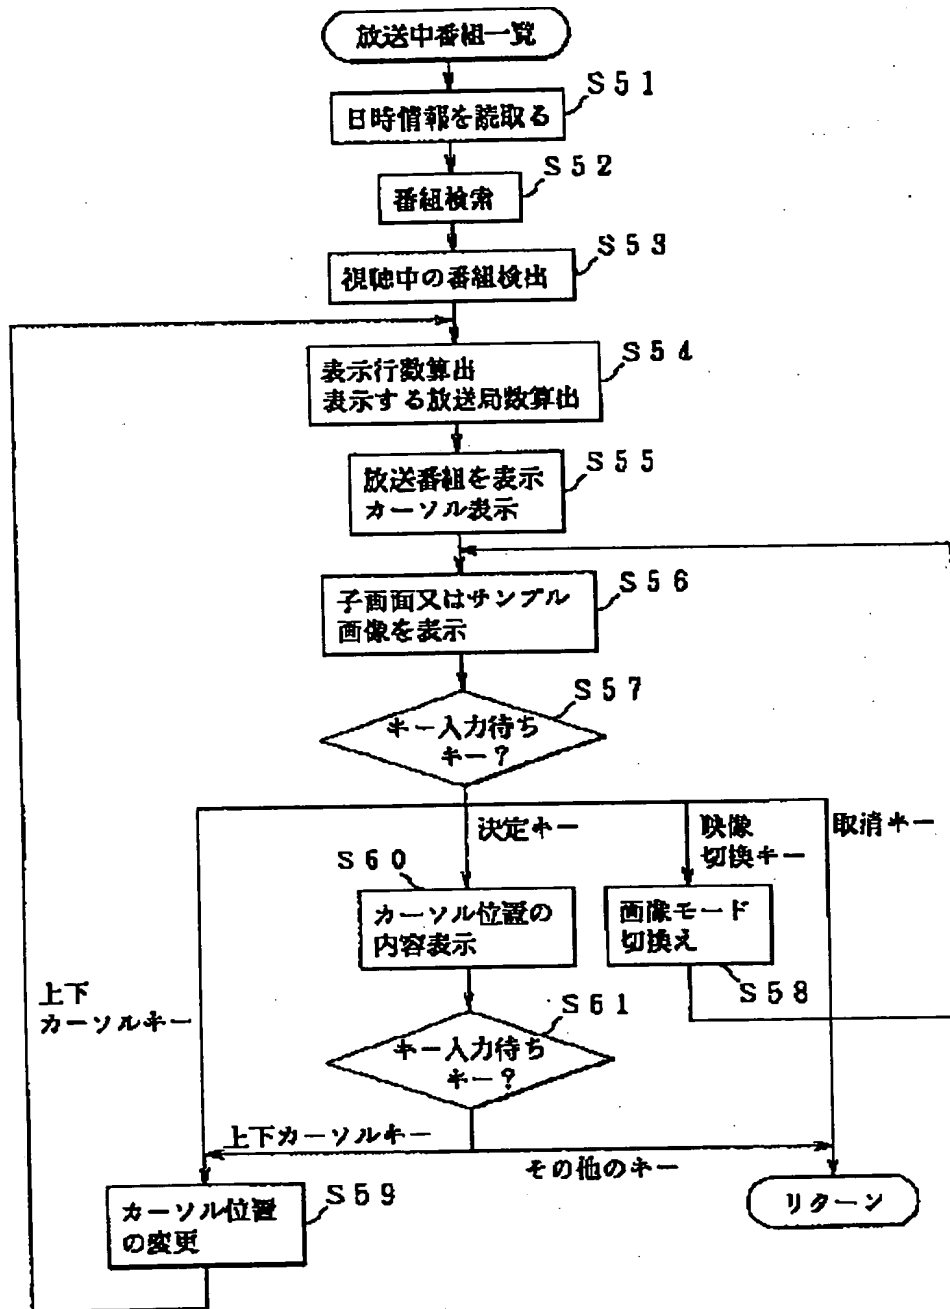 放送中番組一覧
S51
日時情報を読取る
S52
番組検索
S53
視聴中の番組検出
S54
表示行数算出
表示する放送局数算出
S55
放送番組を表示
カーソル表示
S56
子画面又はサンプル
画像を表示
S57
キー入力待ち
キー?
決定キー
映像
切換キー
取消キー
S60
カーソル位置の
内容表示
画像モード
切換え
S58
上下
カーソルキー
S61
キー入力待ち
キー?
上下カーソルキー
その他のキー
S59
カーソル位置
の変更
リターン